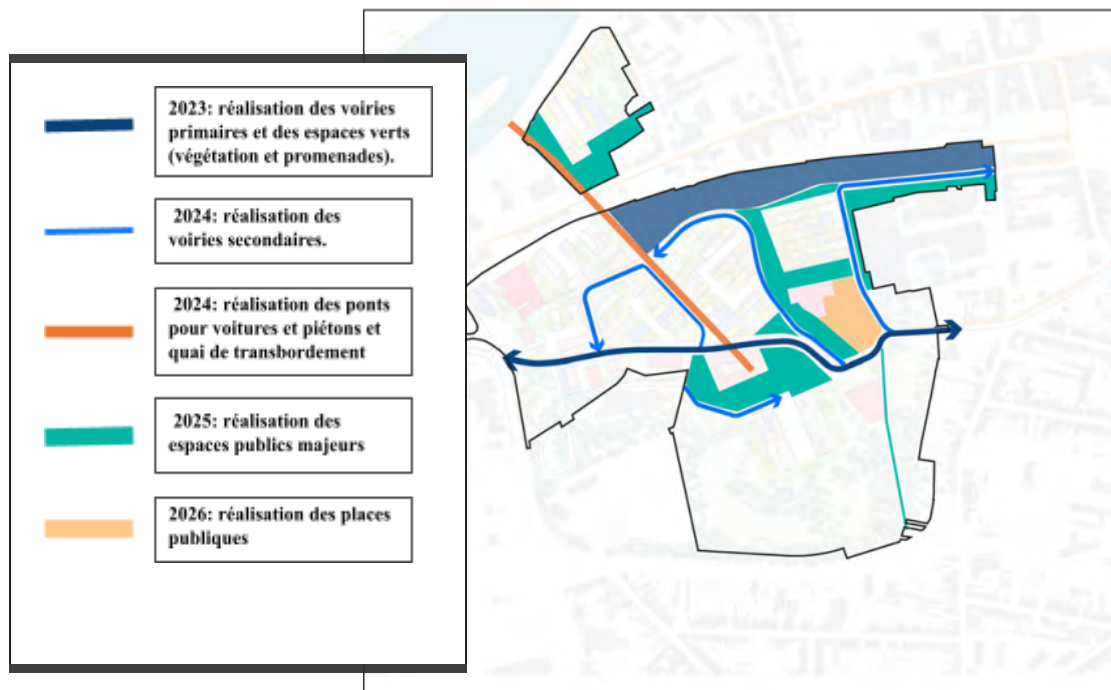 2023: réalisation des voiries
primaires et des espaces verts
(végétation et promenades).
2024: réalisation des
voiries secondaires.
2024: réalisation des ponts
pour voitures et piétons et
quai de transbordement
2025: réalisation des
espaces publics majeurs
2026: réalisation des places
publiques